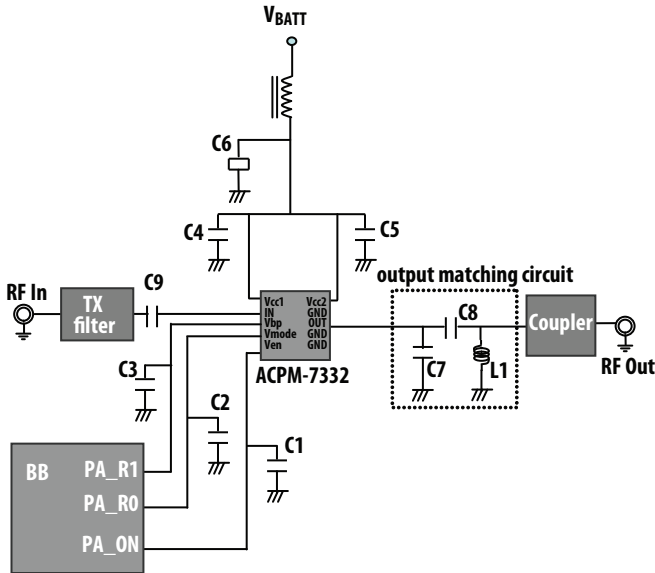 VBATT
C6
C4
C5
output matching circuit
RF In
TX
filter
C9
Vcc1
IN
Vbp
Vmode
Ven
Vcc2
GND
OUT
GND
GND
ACPM-7332
C8
C7
L1
Coupler
RF Out
C3
C2
C1
BB
PA_R1
PA_R0
PA_ON